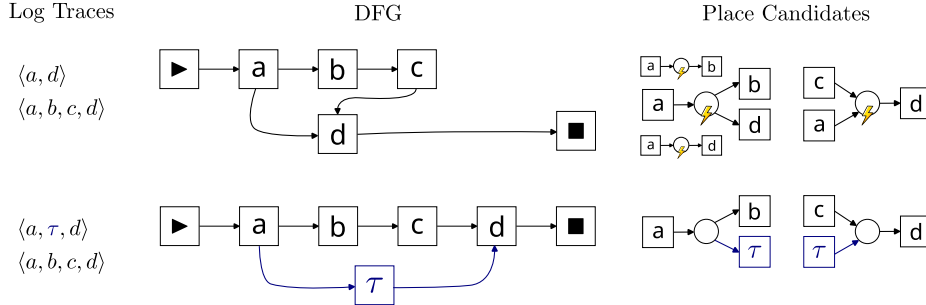 Log Traces DFG Place Candidates
⟨a, d⟩
⟨a, b, c, d⟩
a b c
d
a b
a b
d
a d
c
a d
⟨a, τ, d⟩
⟨a, b, c, d⟩
a b c d
τ
a b
τ
c
τ d